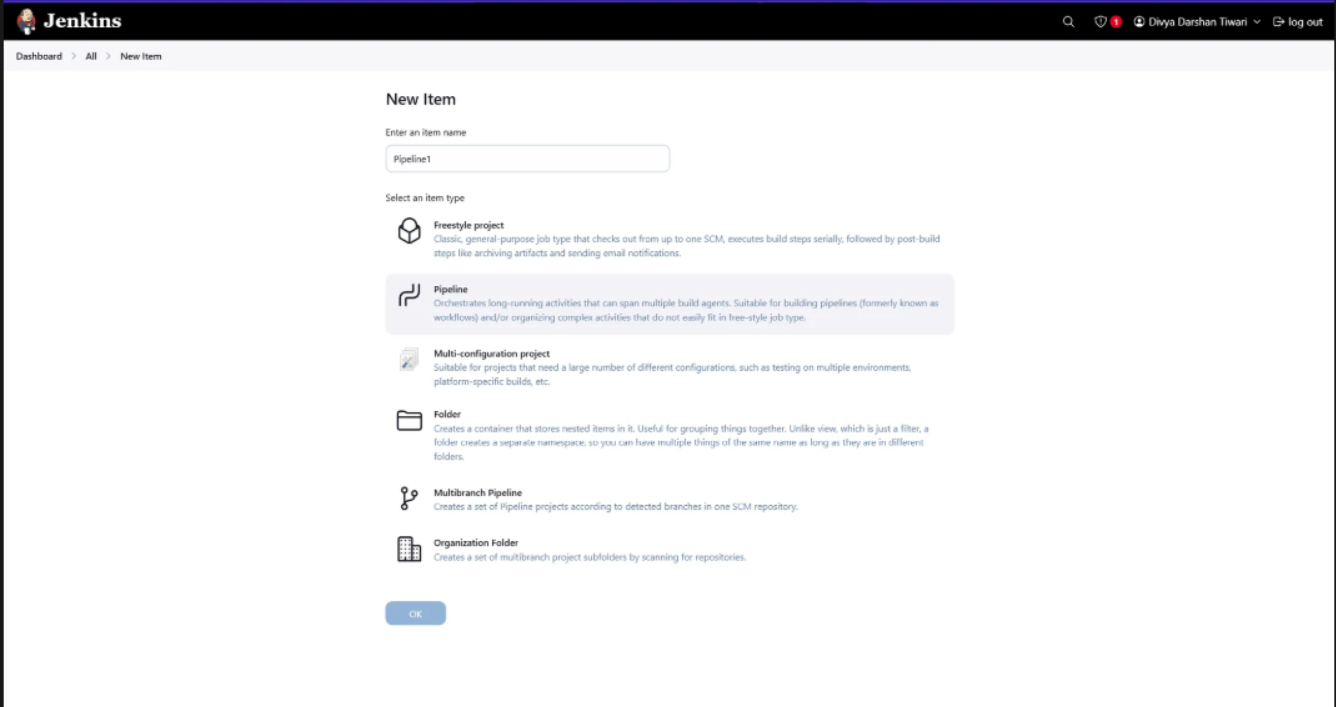 Jenkins
1
Divya Darshan Tiwari
log out
Dashboard
All
New Item
New Item
Enter an item name
Pipeline1
Select an item type
Freestyle project
Classic, general-purpose job type that checks out from up to one SCM, executes build steps serially, followed by post-build
steps like archiving artifacts and sending email notifications.
Pipeline
Orchestrates long-running activities that can span multiple build agents. Suitable for building pipelines (formerly known as
workflows) and/or organizing complex activities that do not easily fit in free-style job type.
Multi-configuration project
Suitable for projects that need a large number of different configurations, such as testing on multiple environments,
platform-specific builds, etc.
Folder
Creates a container that stores nested items in it. Useful for grouping things together. Unlike view, which is just a filter, a
folder creates a separate namespace, so you can have multiple things of the same name as long as they are in different
folders.
Multibranch Pipeline
Creates a set of Pipeline projects according to detected branches in one SCM repository.
Organization Folder
Creates a set of multibranch project subfolders by scanning for repositories.
OK